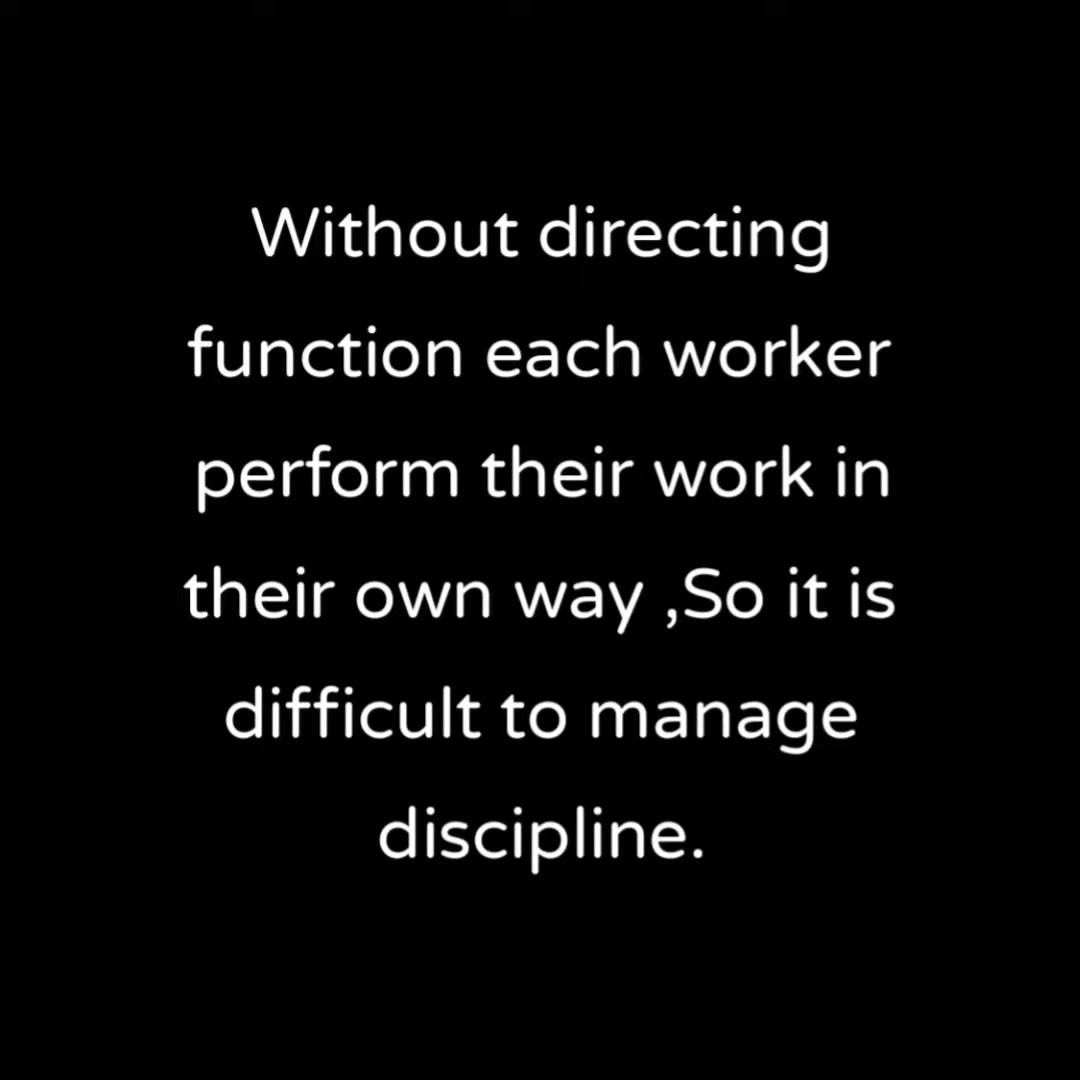 Without directing
function each worker
perform their work in
their own way ,So it is
difficult to manage
discipline.